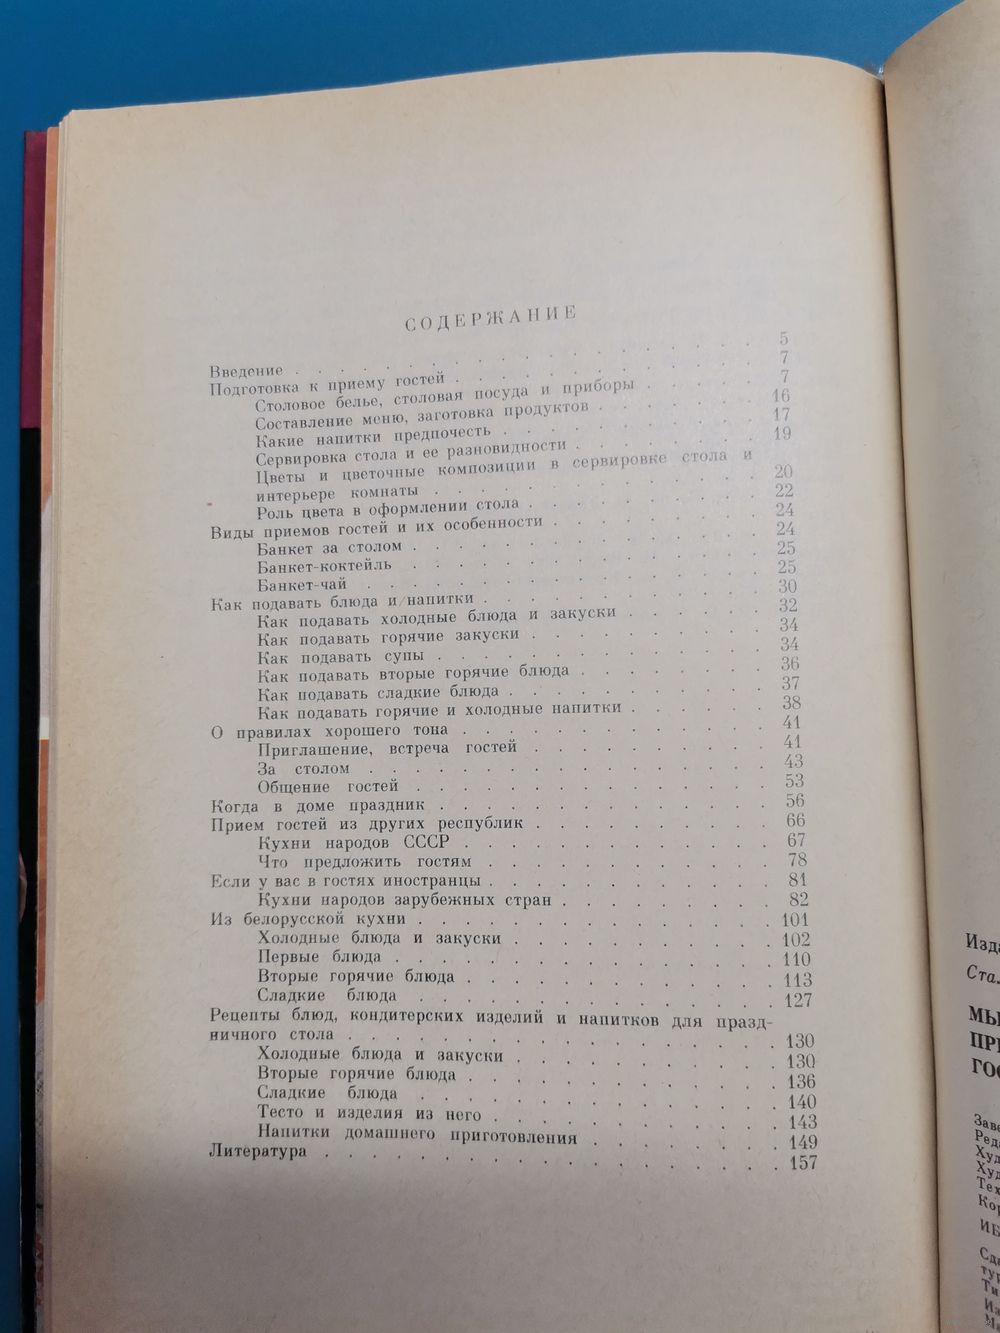 СОДЕРЖАНИЕ
Введение . . . . . . . . . . 5
Подготовка к приему гостей . . . . . . . . . . 7
Столовое белье, столовая посуда и приборы . . . . . 7
Составление меню, заготовка продуктов . . . . . . 16
Какие напитки предпочесть . . . . . . . . 17
Сервировка стола и ее разновидности . . . . . . 19
Цветы и цветочные композиции в сервировке стола и
интерьере комнаты . . . . . . . . . . 20
Роль цвета в оформлении стола . . . . . . . 22
Виды приемов гостей и их особенности . . . . . . . 24
Банкет за столом . . . . . . . . . . 24
Банкет-коктейль . . . . . . . . . . 25
Банкет-чай . . . . . . . . . . 25
Как подавать блюда и напитки . . . . . . . . . 30
Как подавать холодные блюда и закуски . . . . . 32
Как подавать горячие закуски . . . . . . . 34
Как подавать супы . . . . . . . . . . 34
Как подавать вторые горячие блюда . . . . . . 36
Как подавать сладкие блюда . . . . . . . . 37
Как подавать горячие и холодные напитки . . . . . 38
О правилах хорошего тона . . . . . . . . . 41
Приглашение, встреча гостей . . . . . . . 41
За столом . . . . . . . . . . . 43
Общение гостей . . . . . . . . . . 53
Когда в доме праздник . . . . . . . . . . 56
Прием гостей из других республик . . . . . . . 66
Кухни народов СССР . . . . . . . . . 67
Что предложить гостям . . . . . . . . 78
Если у вас в гостях иностранцы . . . . . . . . 81
Кухни народов зарубежных стран . . . . . . 82
Из белорусской кухни . . . . . . . . . . 101
Холодные блюда и закуски . . . . . . . 102
Первые блюда . . . . . . . . . . 110
Вторые горячие блюда . . . . . . . . 113
Сладкие блюда . . . . . . . . . . 127
Рецепты блюд, кондитерских изделий и напитков для празд-
ничного стола . . . . . . . . . . . 130
Холодные блюда и закуски . . . . . . . 130
Вторые горячие блюда . . . . . . . . 136
Сладкие блюда . . . . . . . . . . 140
Тесто и изделия из него . . . . . . . . 143
Напитки домашнего приготовления . . . . . 149
Литература . . . . . . . . . . . . 157